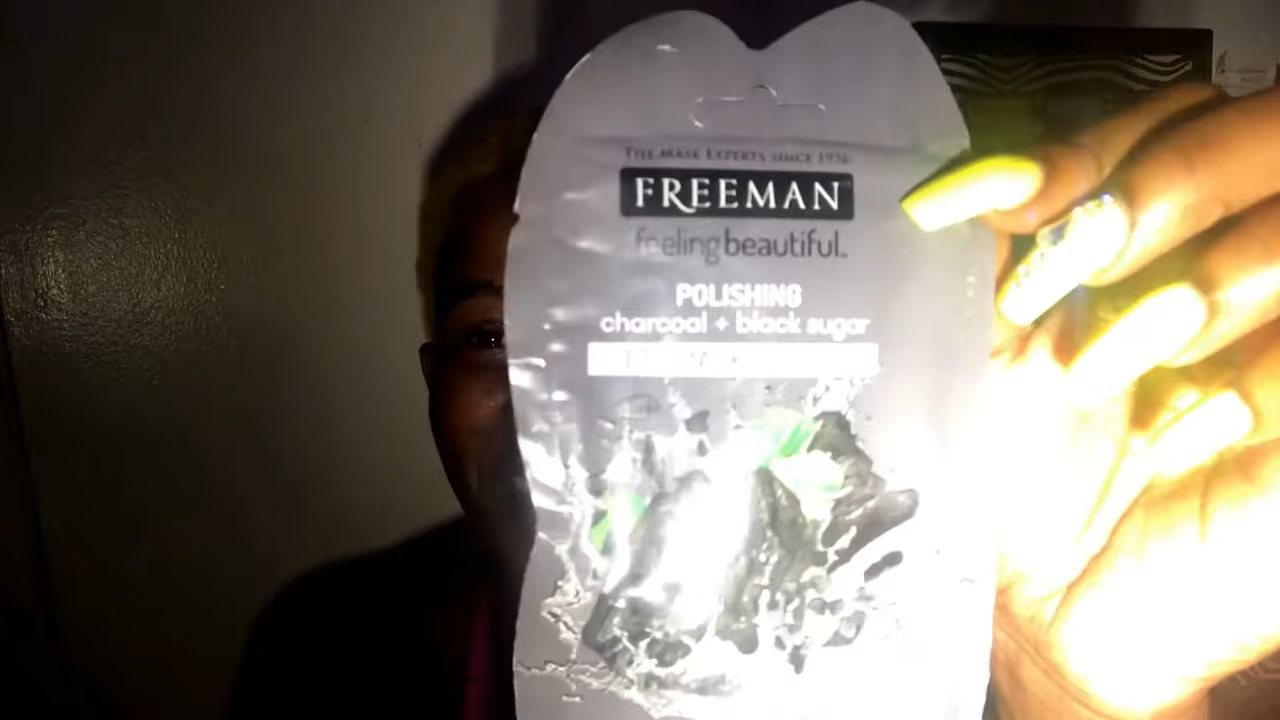 THE MASK EXPERTS SINCE 1976
FREEMAN
feeling beautiful.
POLISHING
charcoal + black sugar